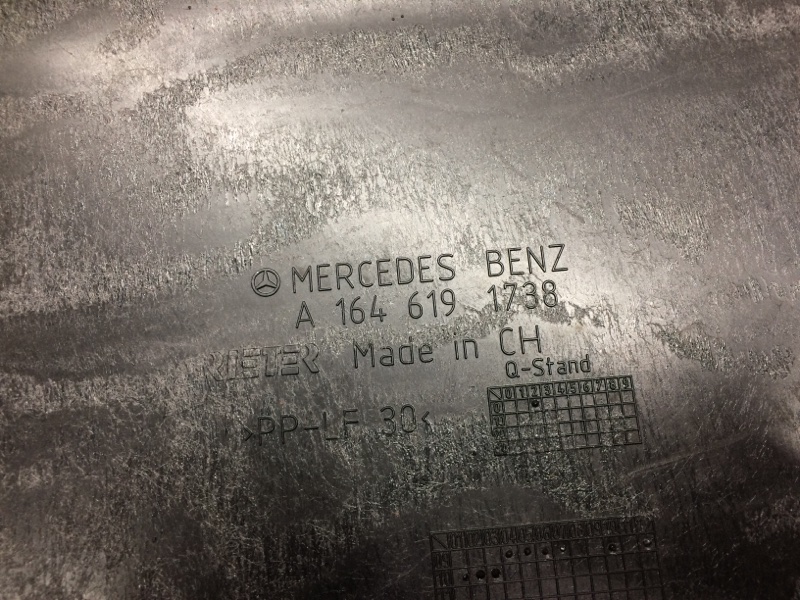 MERCEDES BENZ
A 164 619 1738
RIETER Made in CH
Q-Stand
0 1 2 3 4 5 6 7 8 9
>PP-LF 30<